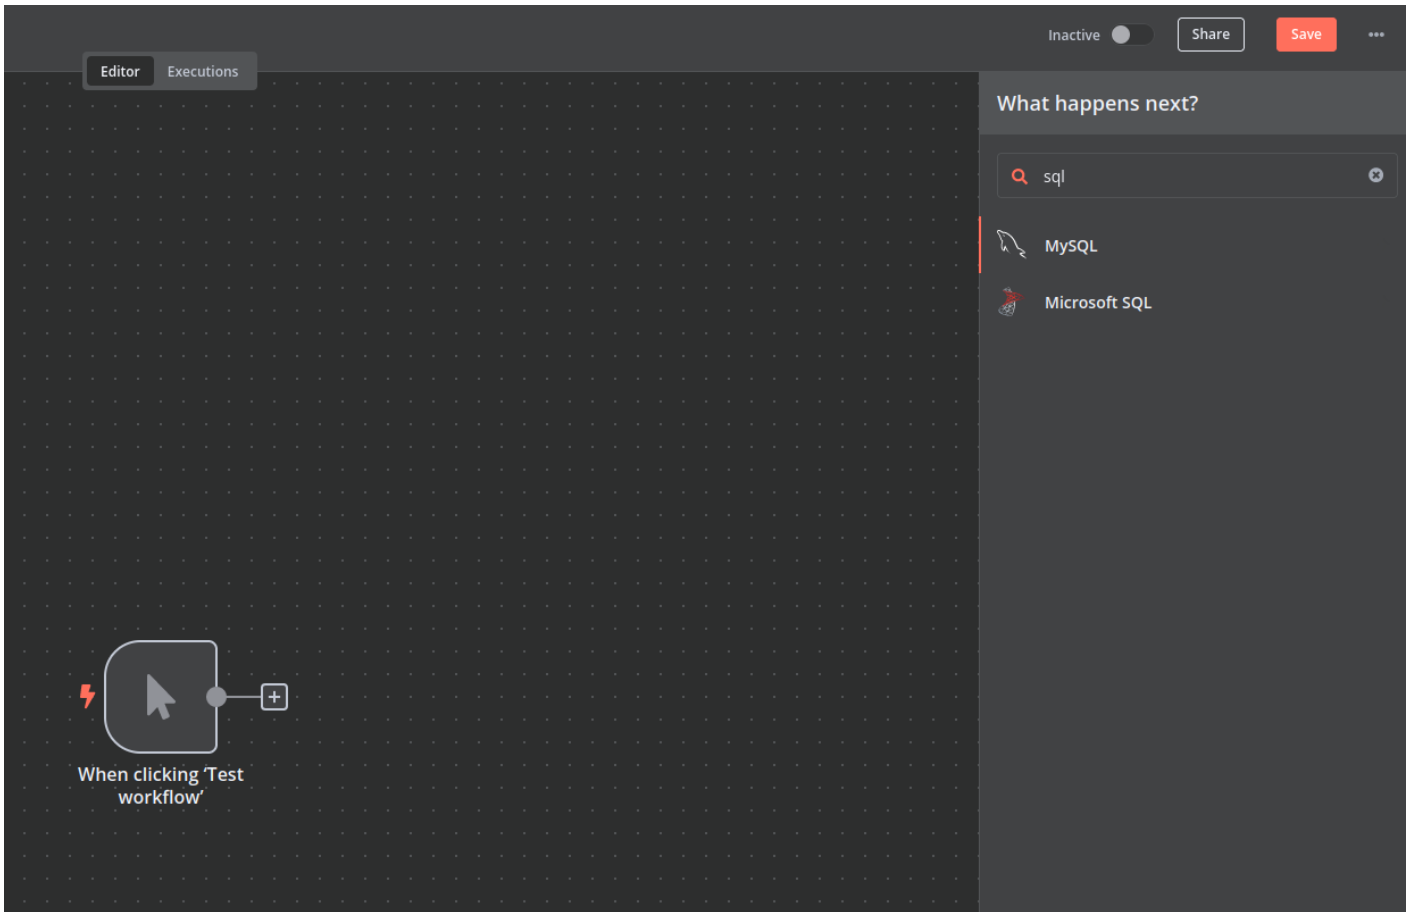 Inactive
Share
Save
Editor
Executions
What happens next?
sql
MySQL
Microsoft SQL
When clicking ‘Test
workflow’